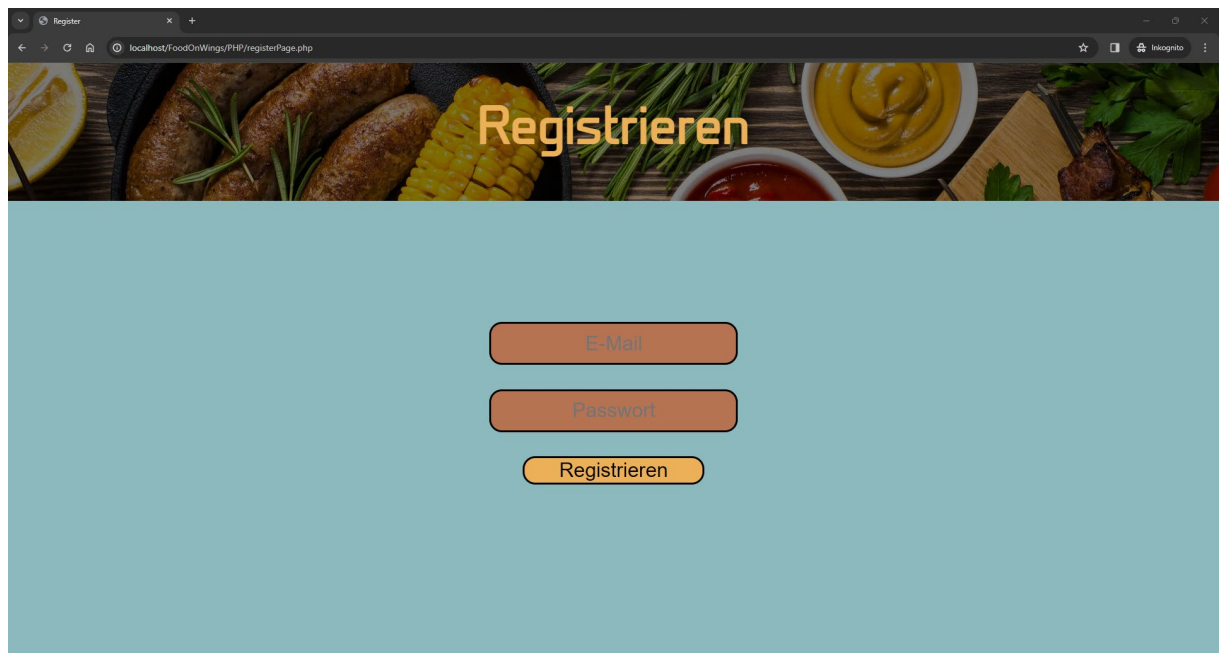 Register
localhost/FoodOnWings/PHP/registerPage.php
Inkognito
Registrieren
E-Mail
Passwort
Registrieren